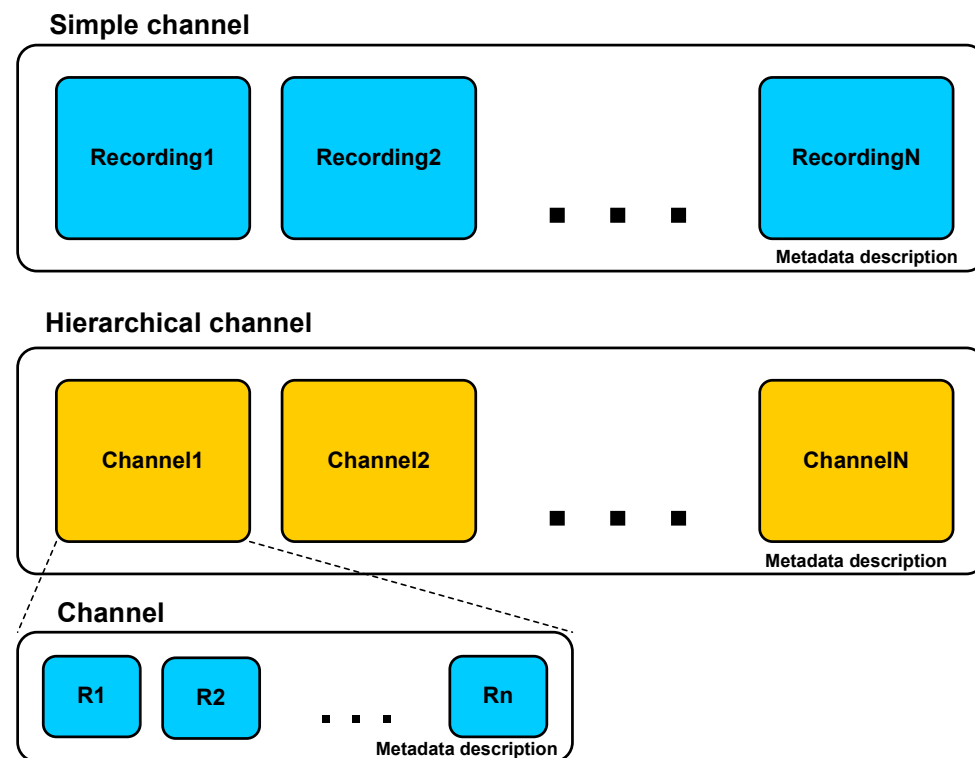 Simple channel
Recording1
Recording2
RecordingN
Metadata description
Hierarchical channel
Channel1
Channel2
ChannelN
Metadata description
Channel
R1
R2
Rn
Metadata description